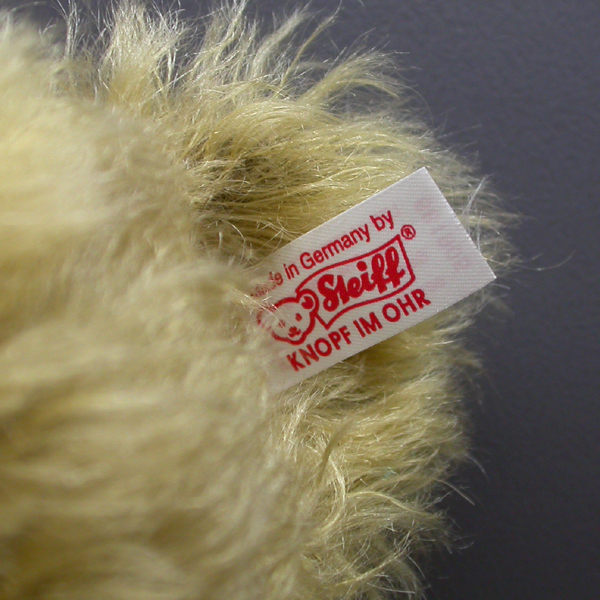 in Germany by
Steiff®
KNOPF IM OHR